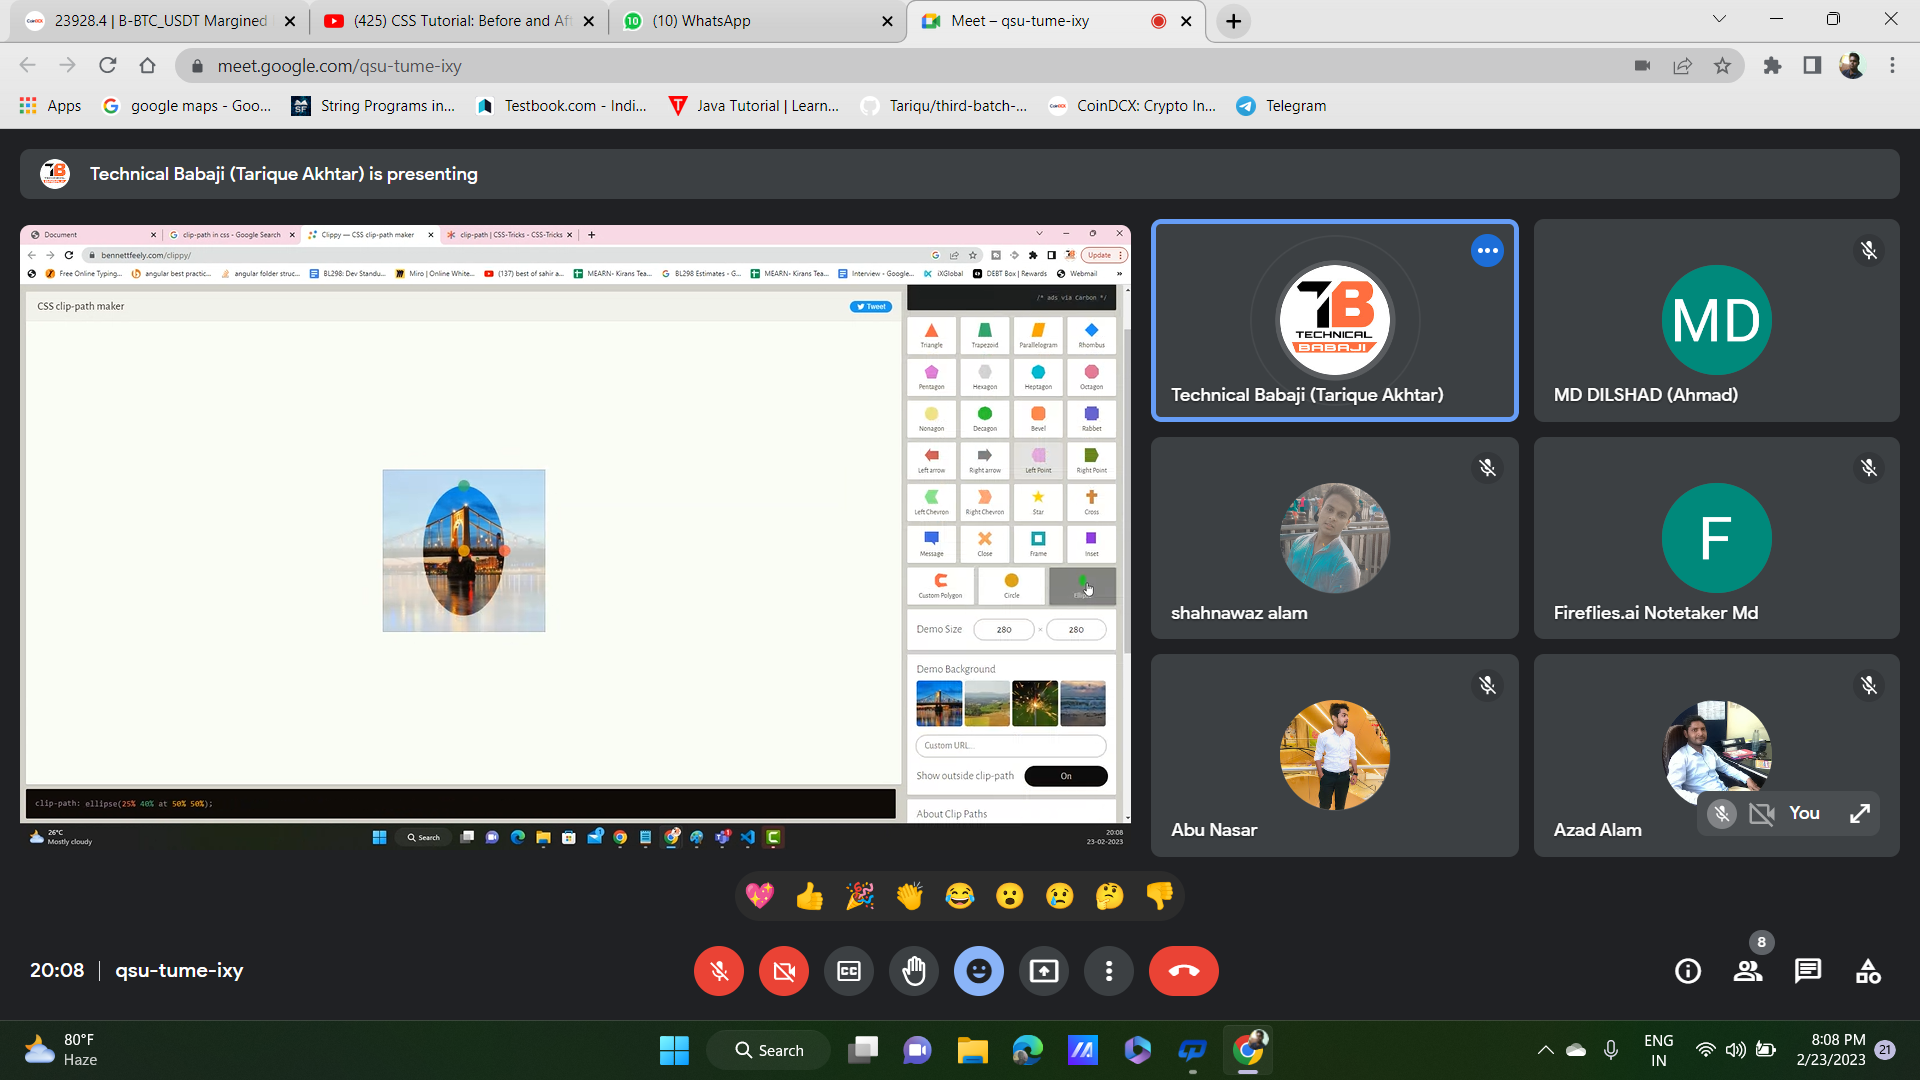 23928.4 | B-BTC_USDT Margined
(425) CSS Tutorial: Before and Aft
(10) WhatsApp
Meet – qsu-tume-ixy
meet.google.com/qsu-tume-ixy
Apps
google maps - Goo...
String Programs in...
Testbook.com - Indi...
Java Tutorial | Learn...
Tariqu/third-batch-...
CoinDCX: Crypto In...
Telegram
Technical Babaji (Tarique Akhtar) is presenting
Document
clip-path in css - Google Search
Clippy — CSS clip-path maker
clip-path | CSS-Tricks - CSS-Tricks
bennettfeely.com/clippy/
Update
Free Online Typing...
angular best practic...
angular folder struc...
BL298: Dev Standu...
Miro | Online White...
(137) best of sahir a...
MEARN- Kirans Tea...
BL298 Estimates - G...
MEARN- Kirans Tea...
Interview - Google...
iXGlobal
DEBT Box | Rewards
Webmail
CSS clip-path maker
Tweet
/* ads via Carbon */
Triangle
Trapezoid
Parallelogram
Rhombus
Pentagon
Hexagon
Heptagon
Octagon
Nonagon
Decagon
Bevel
Rabbet
Left arrow
Right arrow
Left Point
Right Point
Left Chevron
Right Chevron
Star
Cross
Message
Close
Frame
Inset
Custom Polygon
Circle
Demo Size
280
×
280
Demo Background
Custom URL...
Show outside clip-path
On
About Clip Paths
clip-path: ellipse(25% 40% at 50% 50%);
26°C
Mostly cloudy
Search
20:08
23-02-2023
TB
TECHNICAL
BABAJI
Technical Babaji (Tarique Akhtar)
MD
MD DILSHAD (Ahmad)
shahnawaz alam
F
Fireflies.ai Notetaker Md
Abu Nasar
Azad Alam
You
20:08
qsu-tume-ixy
8
80°F
Haze
Search
ENG
IN
8:08 PM
2/23/2023
21